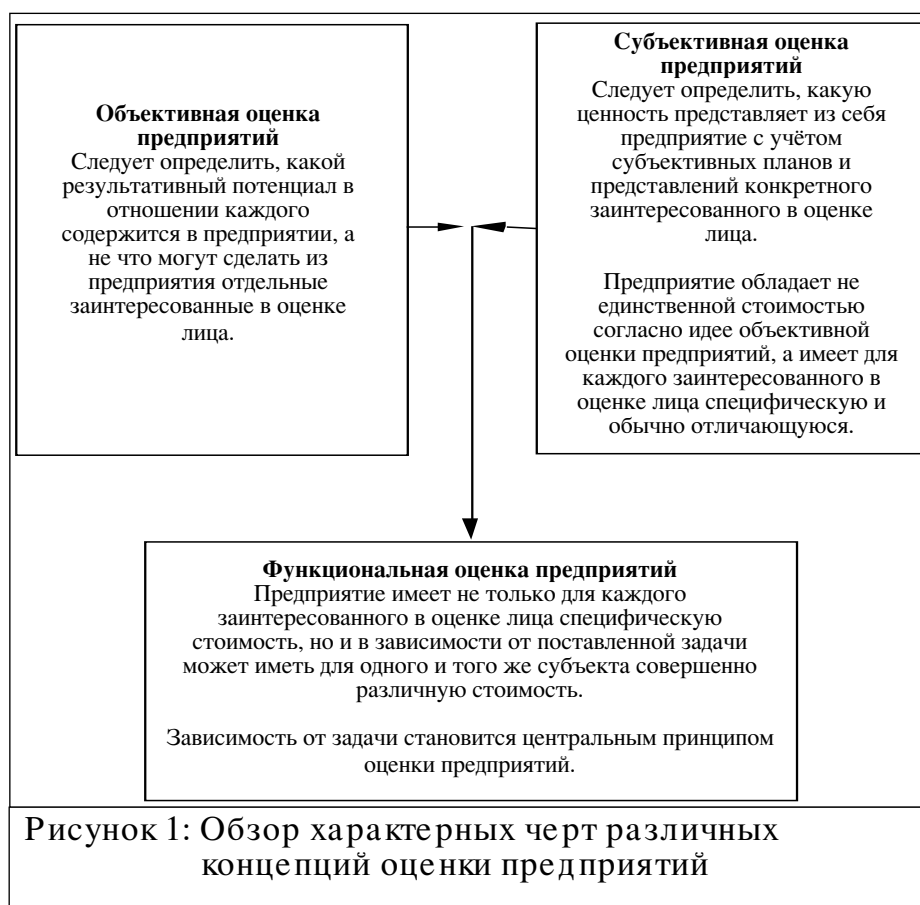 Объективная оценка
предприятий
Следует определить, какой
результативный потенциал в
отношении каждого
содержится в предприятии, а
не что могут сделать из
предприятия отдельные
заинтересованные в оценке
лица.
Субъективная оценка
предприятий
Следует определить, какую
ценность представляет из себя
предприятие с учётом
субъективных планов и
представлений конкретного
заинтересованного в оценке
лица.
Предприятие обладает не
единственной стоимостью
согласно идее объективной
оценки предприятий, а имеет для
каждого заинтересованного в
оценке лица специфическую и
обычно отличающуюся.
Функциональная оценка предприятий
Предприятие имеет не только для каждого
заинтересованного в оценке лица специфическую
стоимость, но и в зависимости от поставленной задачи
может иметь для одного и того же субъекта совершенно
различную стоимость.
Зависимость от задачи становится центральным принципом
оценки предприятий.
Рисунок 1: Обзор характерных черт различных
концепций оценки предприятий